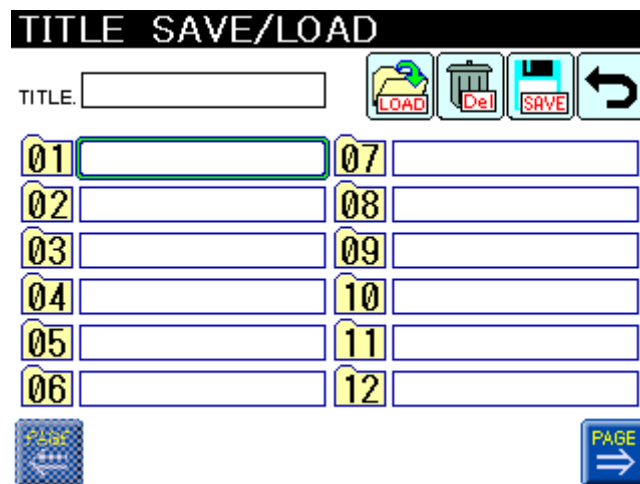 TITLE SAVE/LOAD
TITLE.
LOAD
Del
SAVE
01
07
02
08
03
09
04
10
05
11
06
12
PAGE
PAGE